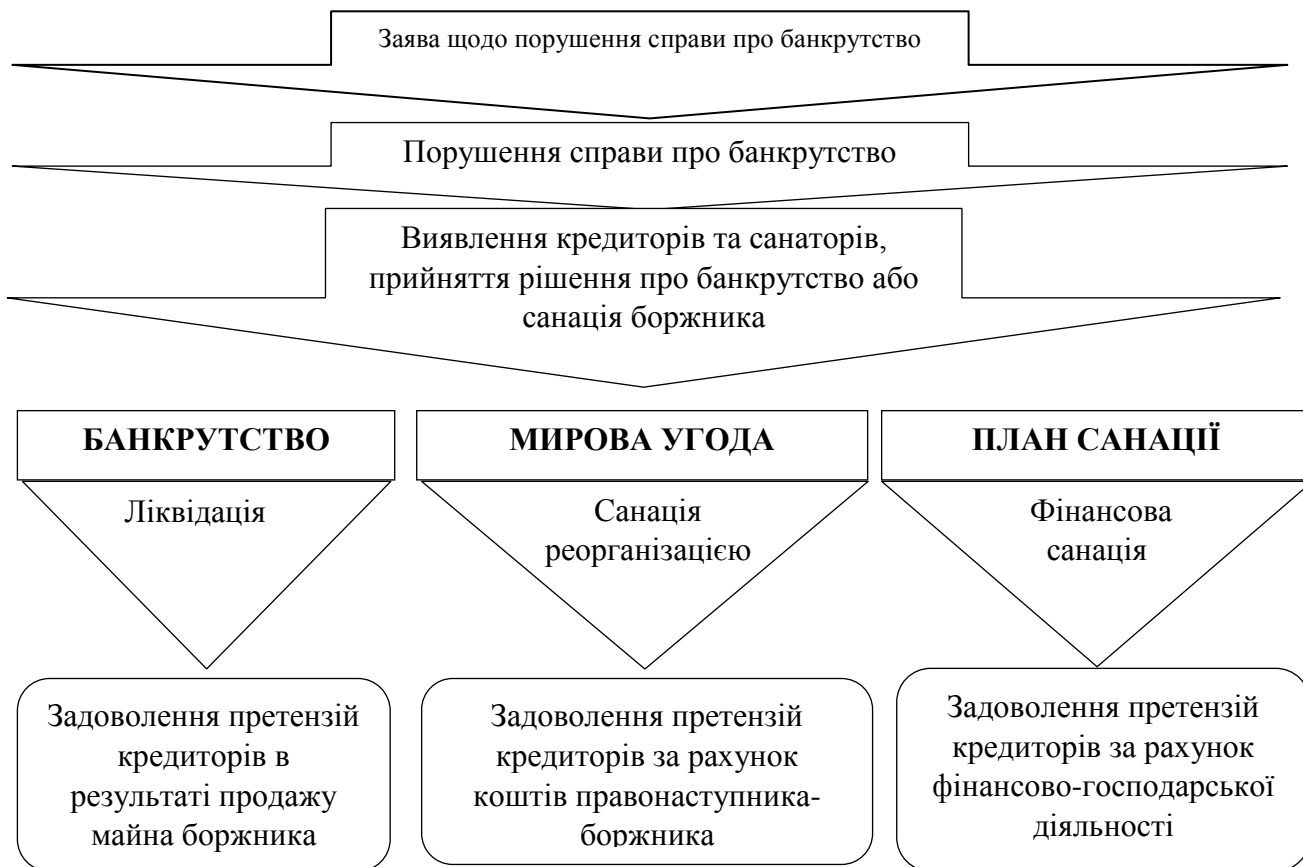 Заява щодо порушення справи про банкрутство
Порушення справи про банкрутство
Виявлення кредиторів та санаторів,
прийняття рішення про банкрутство або
санація боржника
БАНКРУТСТВО
Ліквідація
МИРОВА УГОДА
Санація
реорганізацією
ПЛАН САНАЦІЇ
Фінансова
санація
Задоволення претензій
кредиторів в
результаті продажу
майна боржника
Задоволення претензій
кредиторів за рахунок
коштів правонаступника-
боржника
Задоволення претензій
кредиторів за рахунок
фінансово-господарської
діяльності